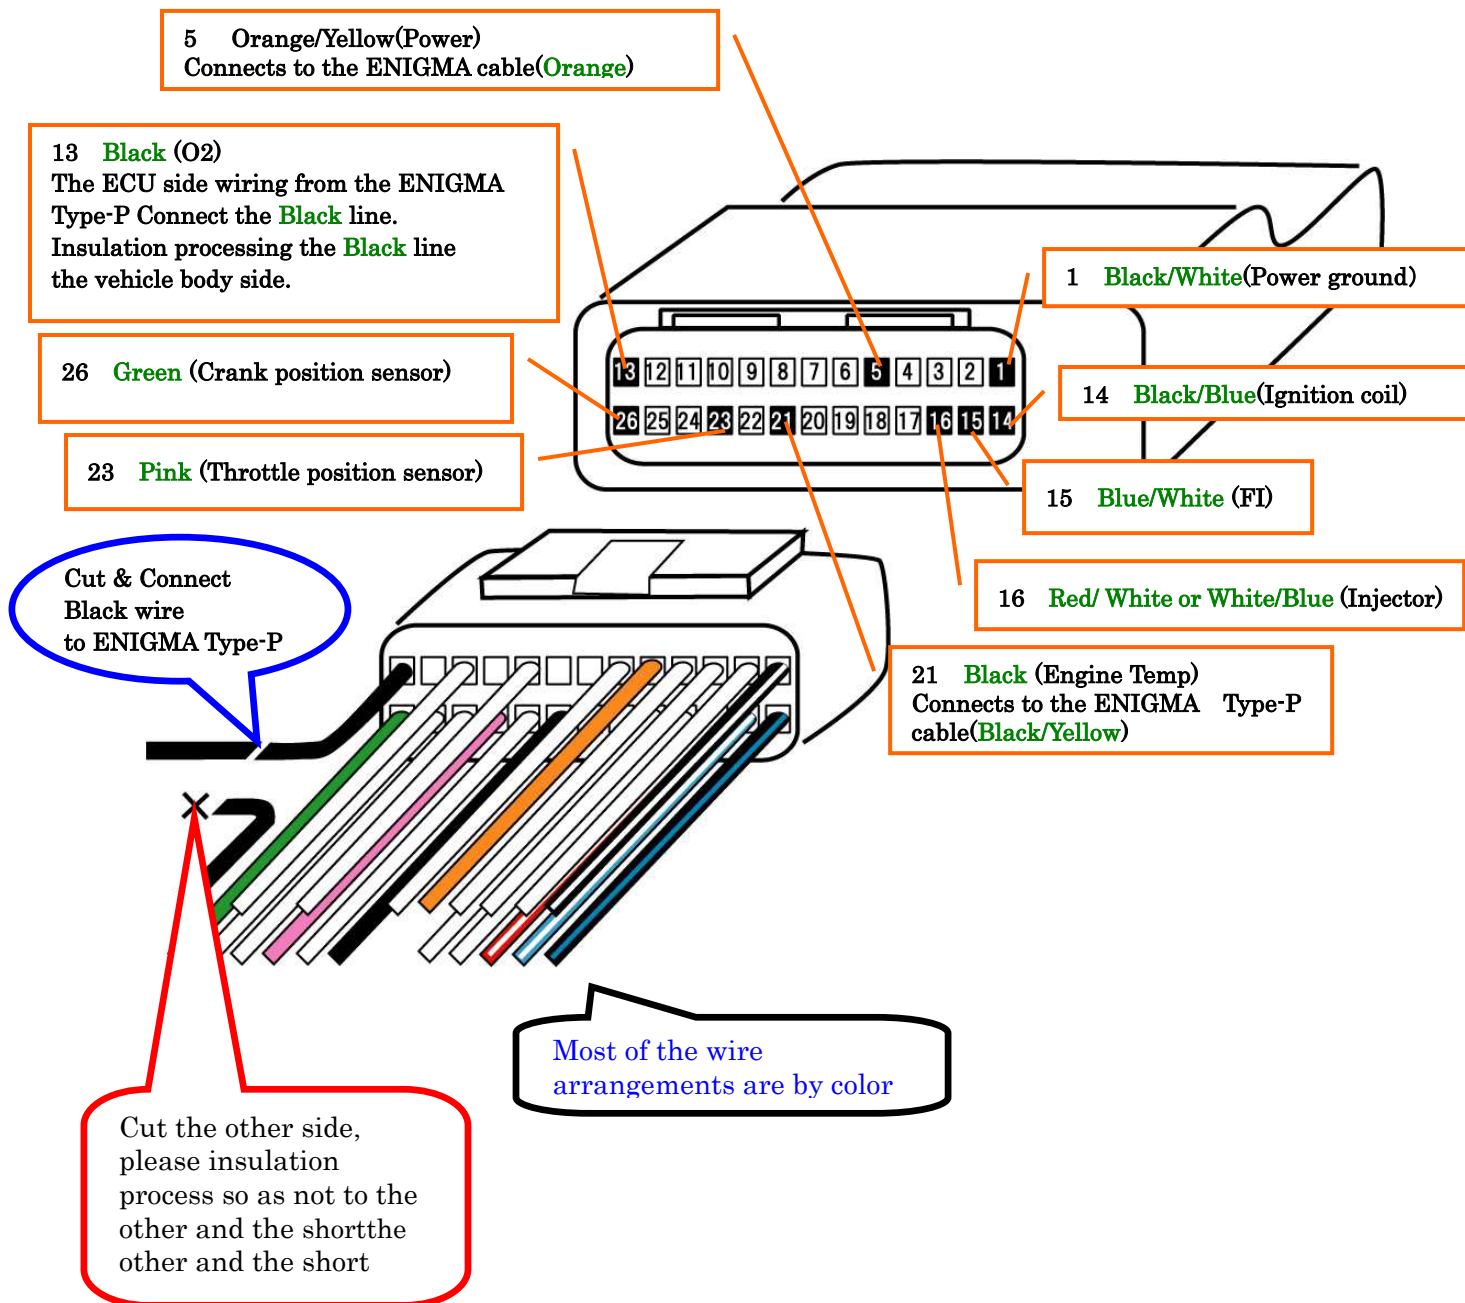 5 Orange/Yellow(Power)
Connects to the ENIGMA cable(Orange)
13 Black (O2)
The ECU side wiring from the ENIGMA
Type-P Connect the Black line.
Insulation processing the Black line
the vehicle body side.
1 Black/White(Power ground)
26 Green (Crank position sensor)
13 12 11 10 9 8 7 6 5 4 3 2 1
14 Black/Blue(Ignition coil)
26 25 24 23 22 21 20 19 18 17 16 15 14
23 Pink (Throttle position sensor)
15 Blue/White (FI)
Cut & Connect
Black wire
to ENIGMA Type-P
16 Red/ White or White/Blue (Injector)
21 Black (Engine Temp)
Connects to the ENIGMA Type-P
cable(Black/Yellow)
Most of the wire
arrangements are by color
Cut the other side,
please insulation
process so as not to the
other and the shortthe
other and the short